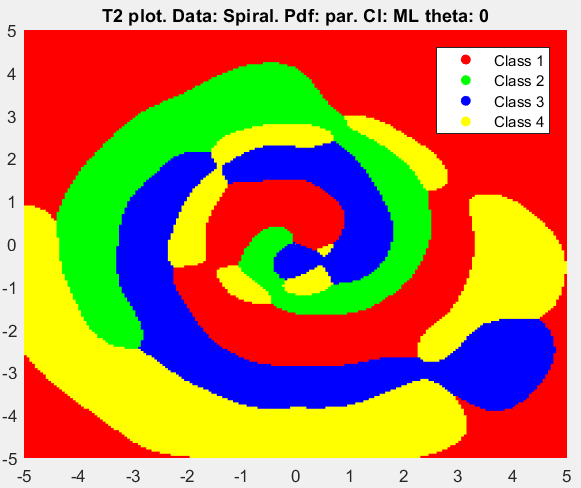 T2 plot. Data: Spiral. Pdf: par. Cl: ML theta: 0
5
4
3
2
1
0
-1
-2
-3
-4
-5
-5 -4 -3 -2 -1 0 1 2 3 4 5
Class 1
Class 2
Class 3
Class 4